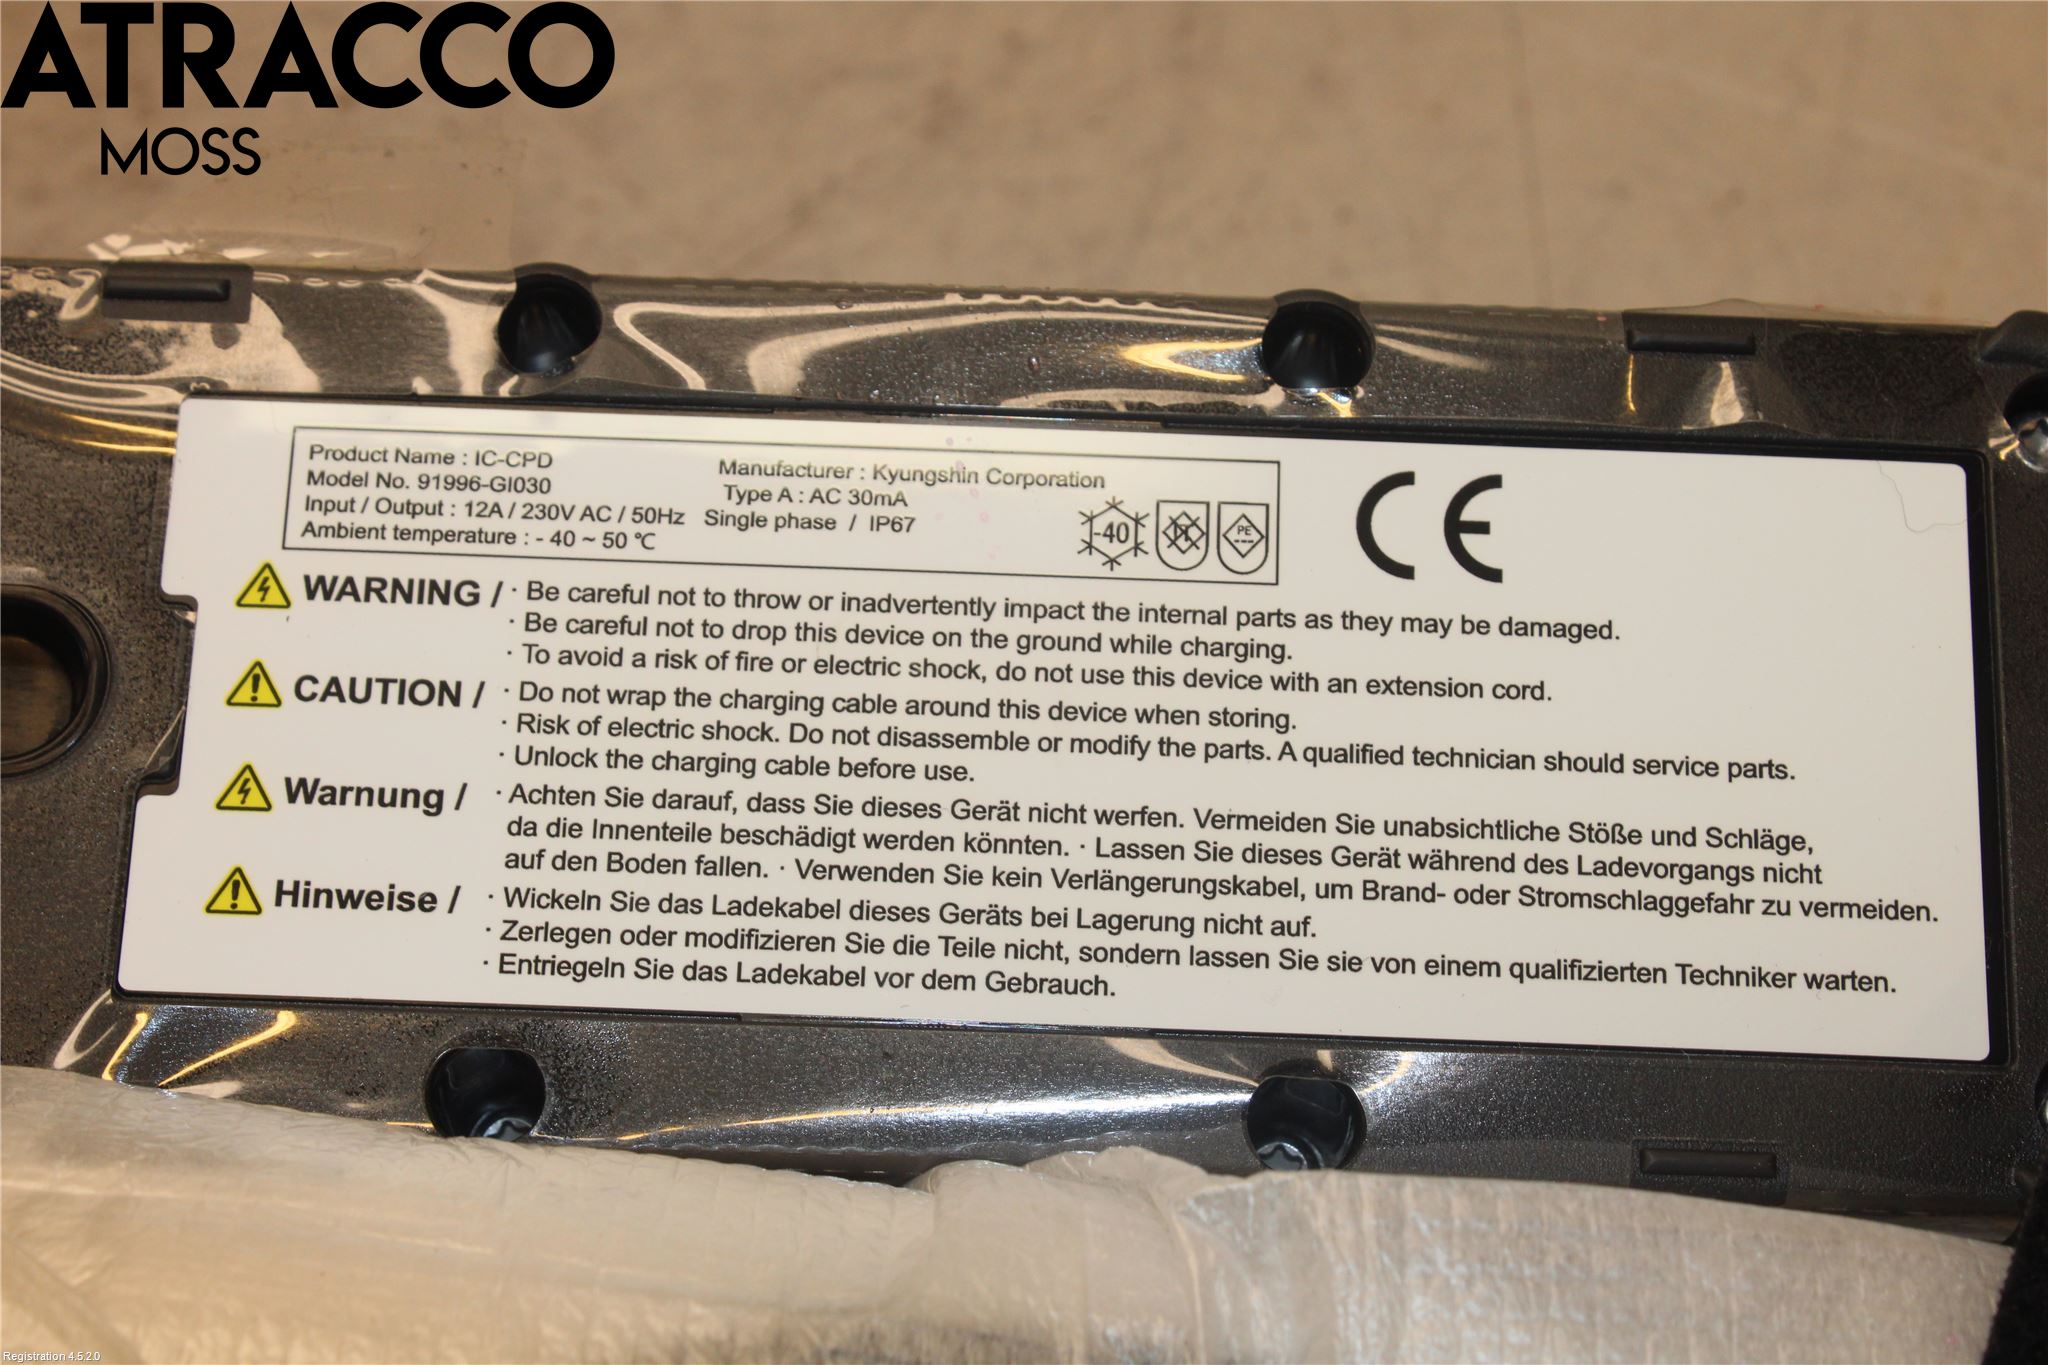 ATRACCO
MOSS
Product Name : IC-CPD
Model No. 91996-GI030
Input / Output : 12A / 230V AC / 50Hz
Ambient temperature : - 40 ~ 50 °C
Manufacturer : Kyungshin Corporation
Type A : AC 30mA
Single phase / IP67
-40
PE
CE
WARNING / · Be careful not to throw or inadvertently impact the internal parts as they may be damaged.
· Be careful not to drop this device on the ground while charging.
· To avoid a risk of fire or electric shock, do not use this device with an extension cord.
CAUTION / · Do not wrap the charging cable around this device when storing.
· Risk of electric shock. Do not disassemble or modify the parts. A qualified technician should service parts.
· Unlock the charging cable before use.
Warnung / · Achten Sie darauf, dass Sie dieses Gerät nicht werfen. Vermeiden Sie unabsichtliche Stöße und Schläge,
da die Innenteile beschädigt werden könnten. · Lassen Sie dieses Gerät während des Ladevorgangs nicht
auf den Boden fallen. · Verwenden Sie kein Verlängerungskabel, um Brand- oder Stromschlaggefahr zu vermeiden.
Hinweise / · Wickeln Sie das Ladekabel dieses Geräts bei Lagerung nicht auf.
· Zerlegen oder modifizieren Sie die Teile nicht, sondern lassen Sie sie von einem qualifizierten Techniker warten.
· Entriegeln Sie das Ladekabel vor dem Gebrauch.
Registration 4.5.2.0